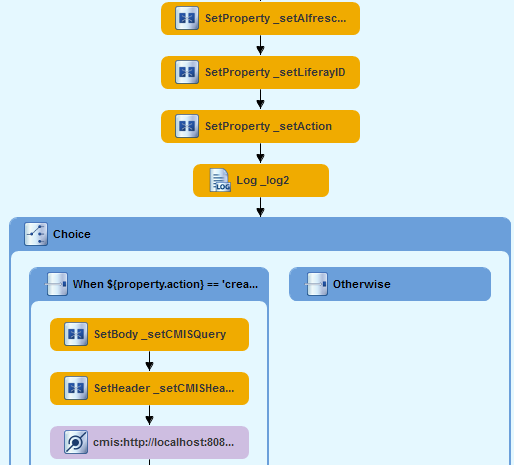 SetProperty _setAlfresc...
SetProperty _setLiferayID
SetProperty _setAction
LOG Log _log2
Choice
When ${property.action} == 'crea...
Otherwise
SetBody _setCMISQuery
SetHeader _setCMISHea...
cmis:http://localhost:808...